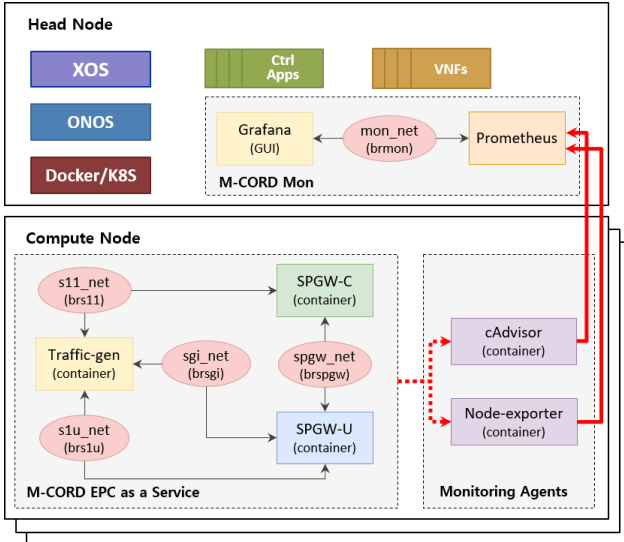 Head Node
XOS
Ctrl
Apps
VNFs
ONOS
Docker/K8S
Grafana
(GUI)
mon_net
(brmon)
Prometheus
M-CORD Mon
Compute Node
s11_net
(brs11)
SPGW-C
(container)
Traffic-gen
(container)
sgi_net
(brsgi)
spgw_net
(brspgw)
cAdvisor
(container)
s1u_net
(brs1u)
SPGW-U
(container)
Node-exporter
(container)
M-CORD EPC as a Service
Monitoring Agents